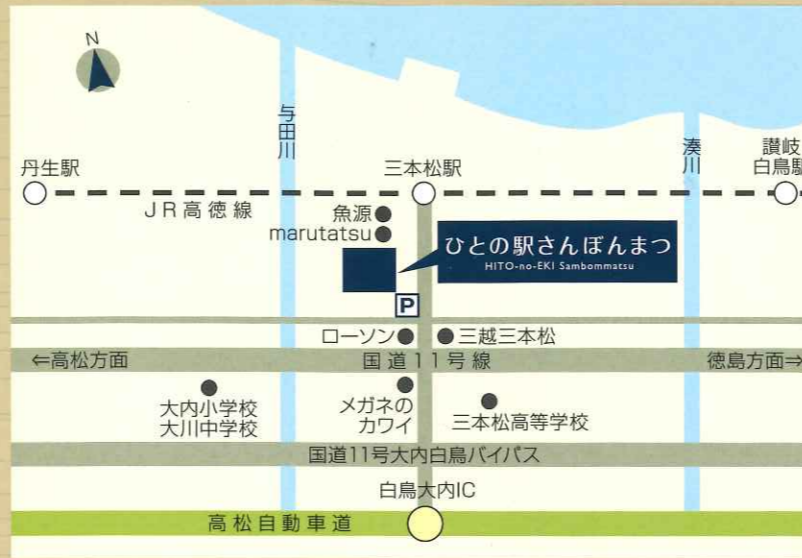 N
与田川
湊川
丹生駅
三本松駅
讃岐
白鳥駅
JR高徳線
魚源
marutatsu
ひとの駅さんぼんまつ
HITO-no-EKI Sambommatsu
P
ローソン
三越三本松
←高松方面
国道11号線
徳島方面⇒
大内小学校
大川中学校
メガネの
カワイ
三本松高等学校
国道11号大内白鳥バイパス
白鳥大内IC
高松自動車道